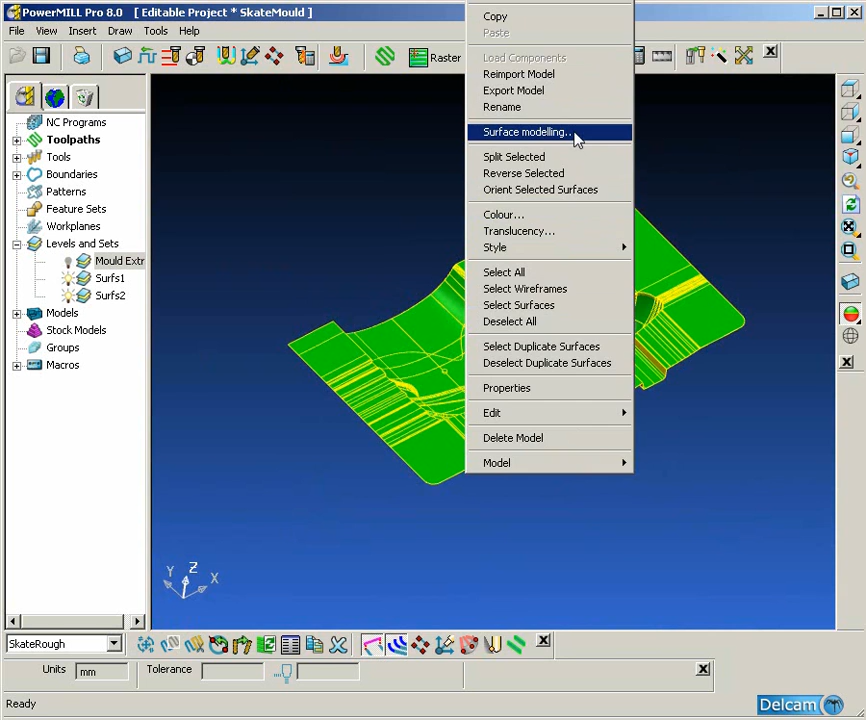 PowerMILL Pro 8.0 [ Editable Project * SkateMould ]
File View Insert Draw Tools Help
Raster
NC Programs
Toolpaths
Tools
Boundaries
Patterns
Feature Sets
Workplanes
Levels and Sets
Mould Extr
Surfs1
Surfs2
Models
Stock Models
Groups
Macros
Copy
Paste
Load Components
Reimport Model
Export Model
Rename
Surface modelling...
Split Selected
Reverse Selected
Orient Selected Surfaces
Colour...
Translucency...
Style
Select All
Select Wireframes
Select Surfaces
Deselect All
Select Duplicate Surfaces
Deselect Duplicate Surfaces
Properties
Edit
Delete Model
Model
Y Z X
SkateRough
Units mm Tolerance
Ready
Delcam